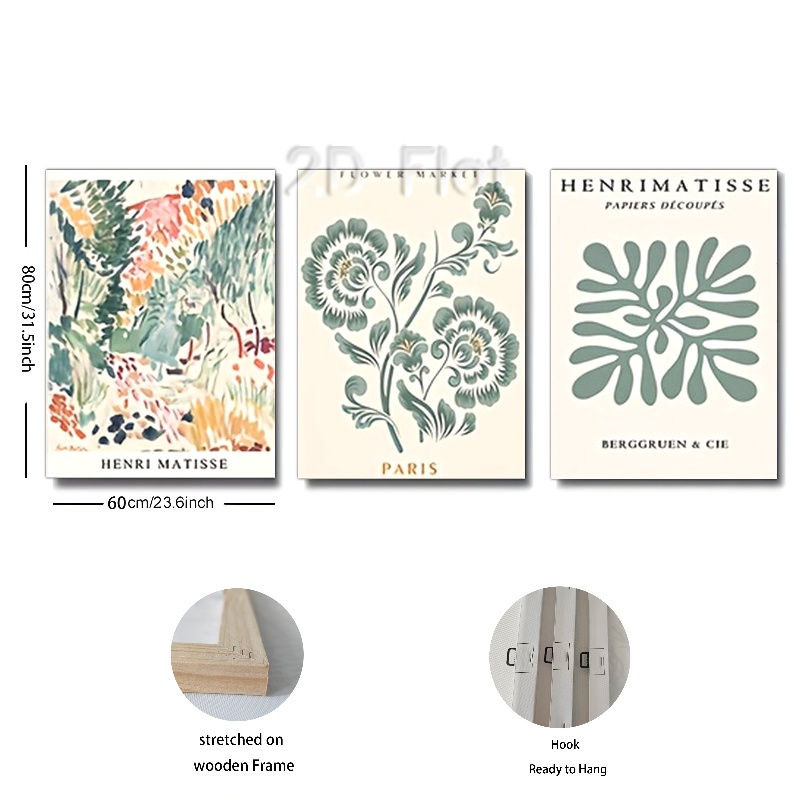 2D Flat
FLOWER MARKET
HENRIMATISSE
PAPIERS DÉCOUPÉS
80cm/31.5inch
BERGGRUEN & CIE
HENRI MATISSE
PARIS
60cm/23.6inch
stretched on
wooden Frame
Hook
Ready to Hang